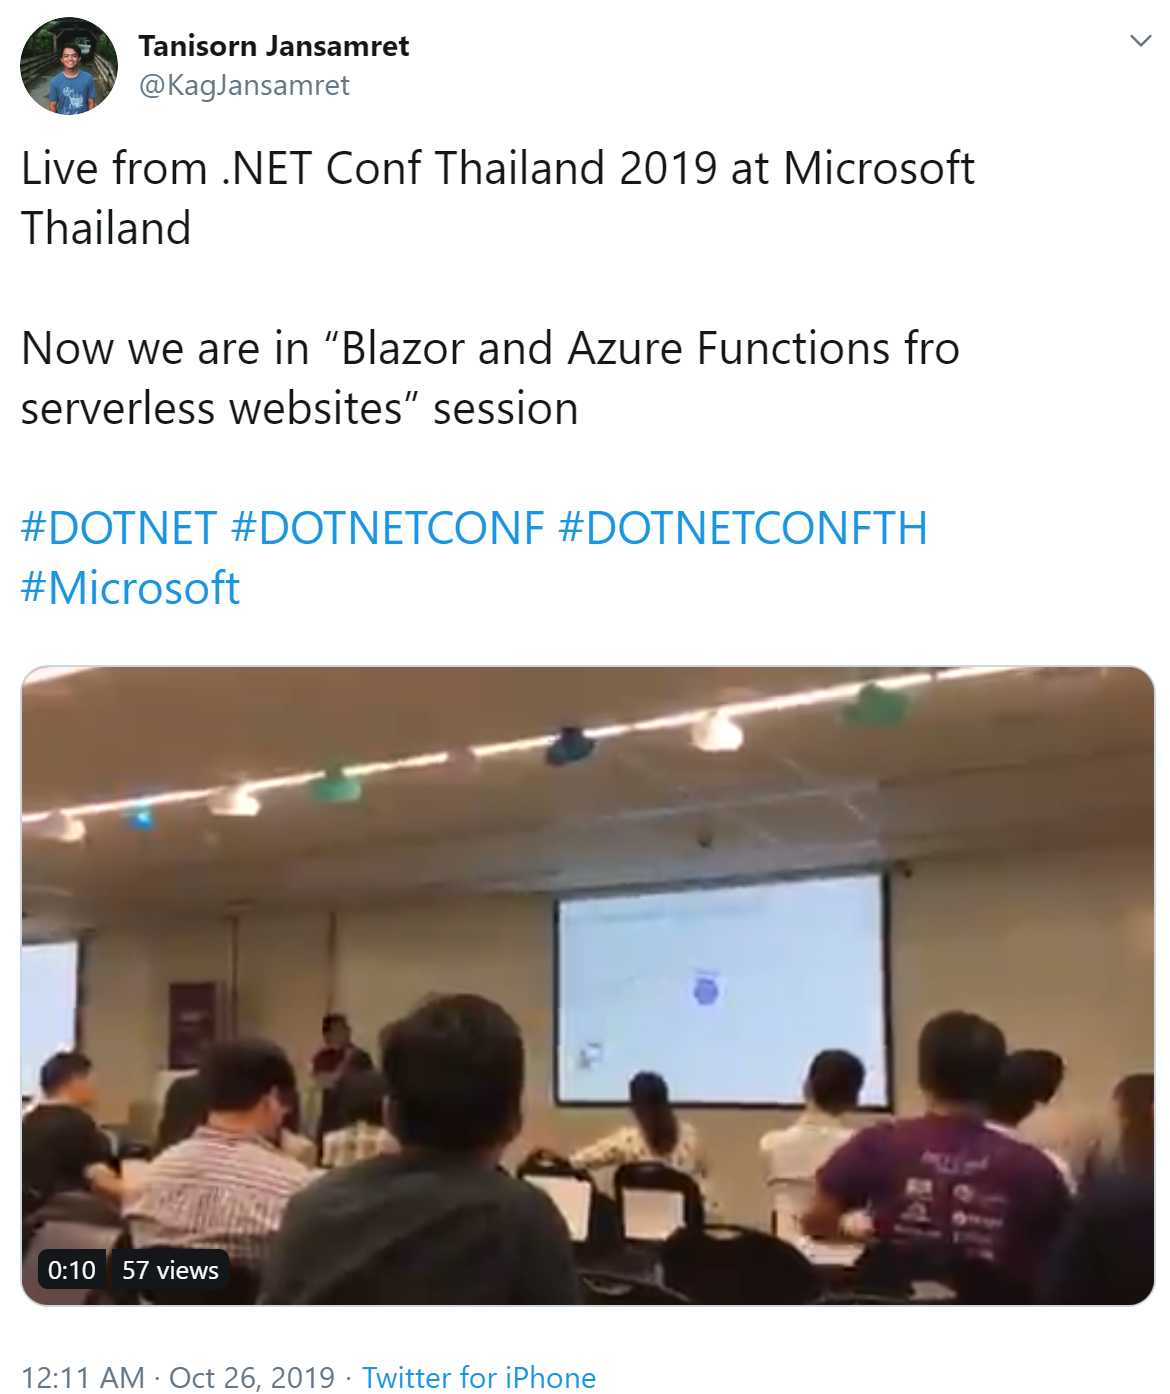 Tanisorn Jansamret
@KagJansamret
Live from .NET Conf Thailand 2019 at Microsoft
Thailand
Now we are in “Blazor and Azure Functions fro
serverless websites” session
#DOTNET #DOTNETCONF #DOTNETCONFTH
#Microsoft
0:10 57 views
12:11 AM · Oct 26, 2019 · Twitter for iPhone